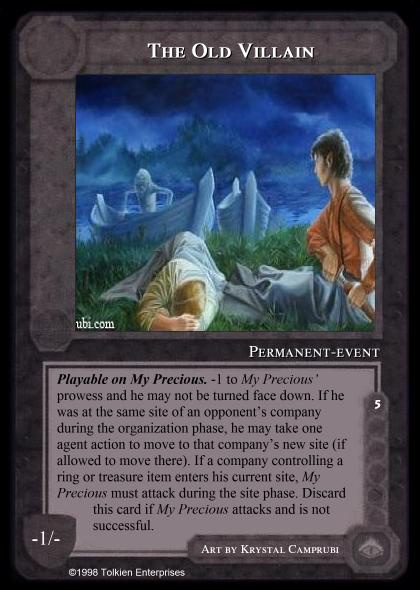 The Old Villain
ubi.com
Permanent-event
Playable on My Precious. -1 to My Precious'
prowess and he may not be turned face down. If he
was at the same site of an opponent's company
during the organization phase, he may take one
agent action to move to that company's new site (if
allowed to move there). If a company controlling a
ring or treasure item enters his current site, My
Precious must attack during the site phase. Discard
this card if My Precious attacks and is not
successful.
5
-1/-
Art by Krystal Camprubi
©1998 Tolkien Enterprises